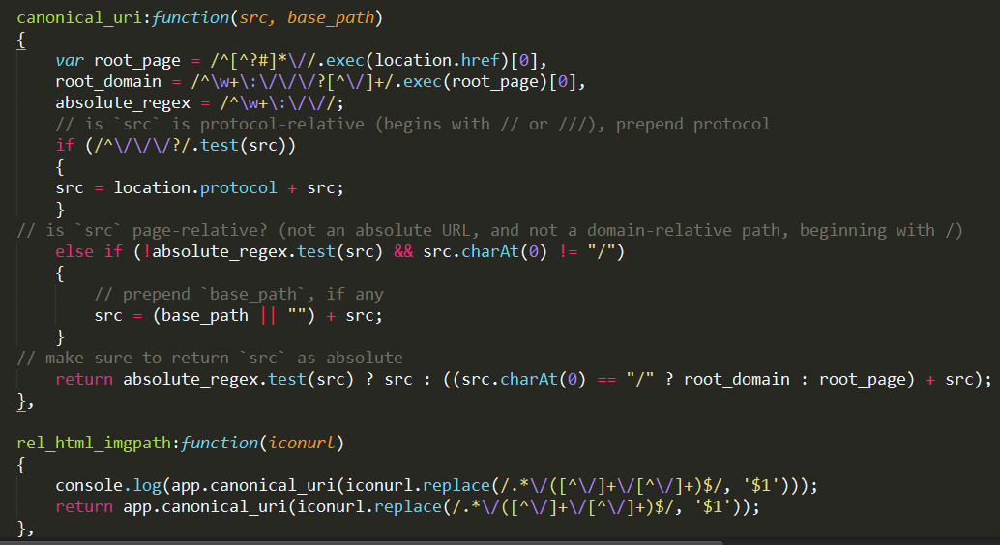 canonical_uri:function(src, base_path)
{
    var root_page = /^[^?#]*\//.exec(location.href)[0],
    root_domain = /^\w+\:\/\/\/?[^\/]+/.exec(root_page)[0],
    absolute_regex = /^\w+\:\/\//;
    // is `src` is protocol-relative (begins with // or ///), prepend protocol
    if (/^\/\/\/?/.test(src))
    {
    src = location.protocol + src;
    }
// is `src` page-relative? (not an absolute URL, and not a domain-relative path, beginning with /)
    else if (!absolute_regex.test(src) && src.charAt(0) != "/")
    {
        // prepend `base_path`, if any
        src = (base_path || "") + src;
    }
// make sure to return `src` as absolute
    return absolute_regex.test(src) ? src : ((src.charAt(0) == "/" ? root_domain : root_page) + src);
},

rel_html_imgpath:function(iconurl)
{
    console.log(app.canonical_uri(iconurl.replace(/.*\/([^\/]+\/[^\/]+)$/, '$1')));
    return app.canonical_uri(iconurl.replace(/.*\/([^\/]+\/[^\/]+)$/, '$1'));
},